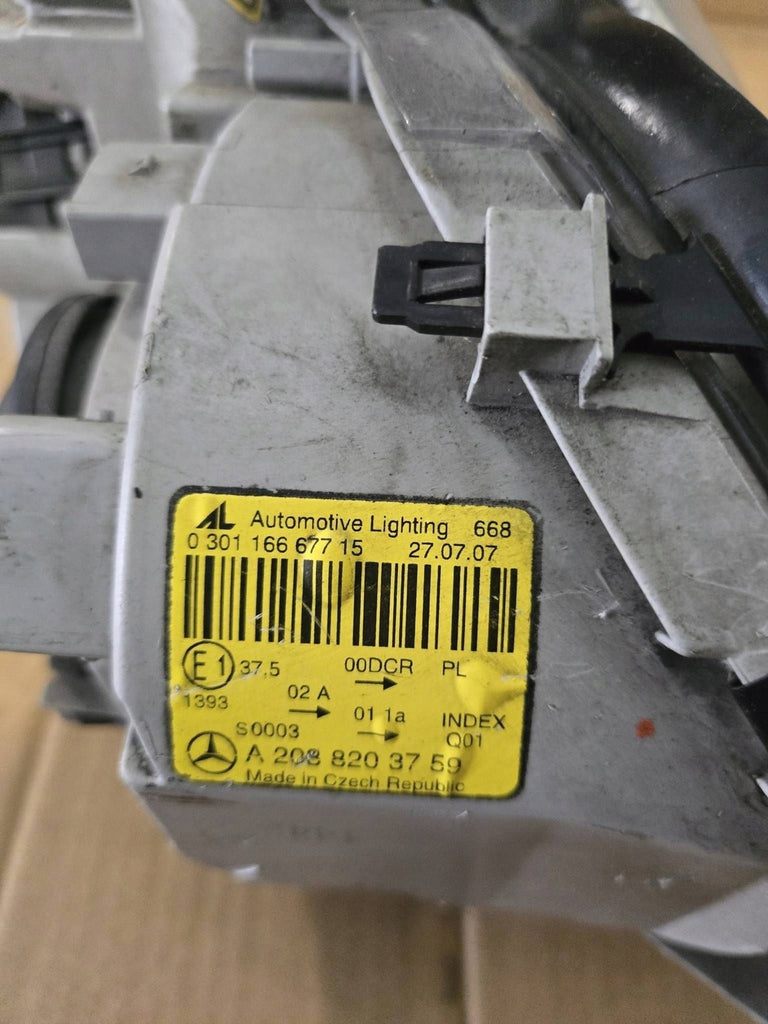 AL Automotive Lighting 668
0 301 166 677 15 27.07.07
E1 37,5 00DCR PL
1393 02 A 01 1a INDEX
S0003 Q01
A 208 820 37 59
Made in Czech Republic